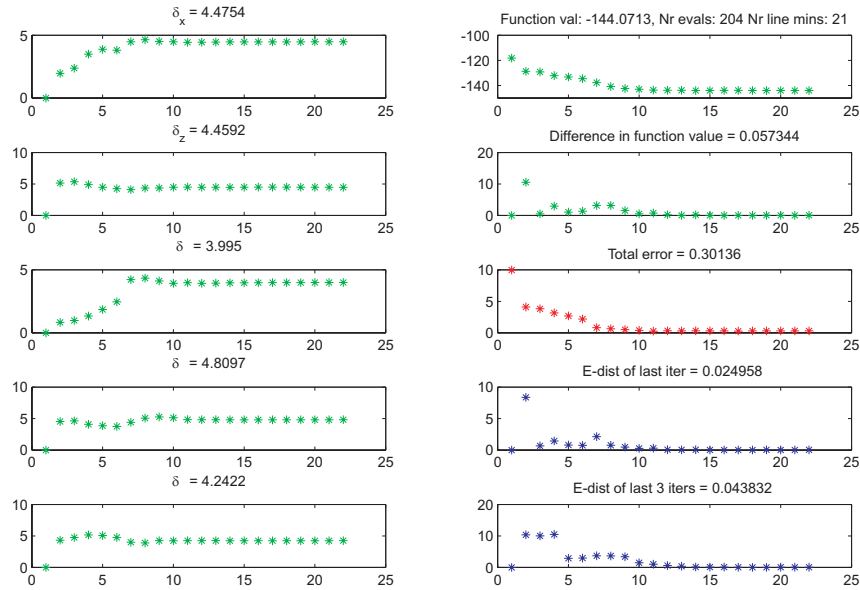 δx = 4.4754
5
0
0 5 10 15 20 25
δz = 4.4592
10
5
0
0 5 10 15 20 25
δ = 3.995
5
0
0 5 10 15 20 25
δ = 4.8097
10
5
0
0 5 10 15 20 25
δ = 4.2422
10
5
0
0 5 10 15 20 25
Function val: -144.0713, Nr evals: 204 Nr line mins: 21
-100
-120
-140
0 5 10 15 20 25
Difference in function value = 0.057344
20
10
0
0 5 10 15 20 25
Total error = 0.30136
10
5
0
0 5 10 15 20 25
E-dist of last iter = 0.024958
10
5
0
0 5 10 15 20 25
E-dist of last 3 iters = 0.043832
20
10
0
0 5 10 15 20 25